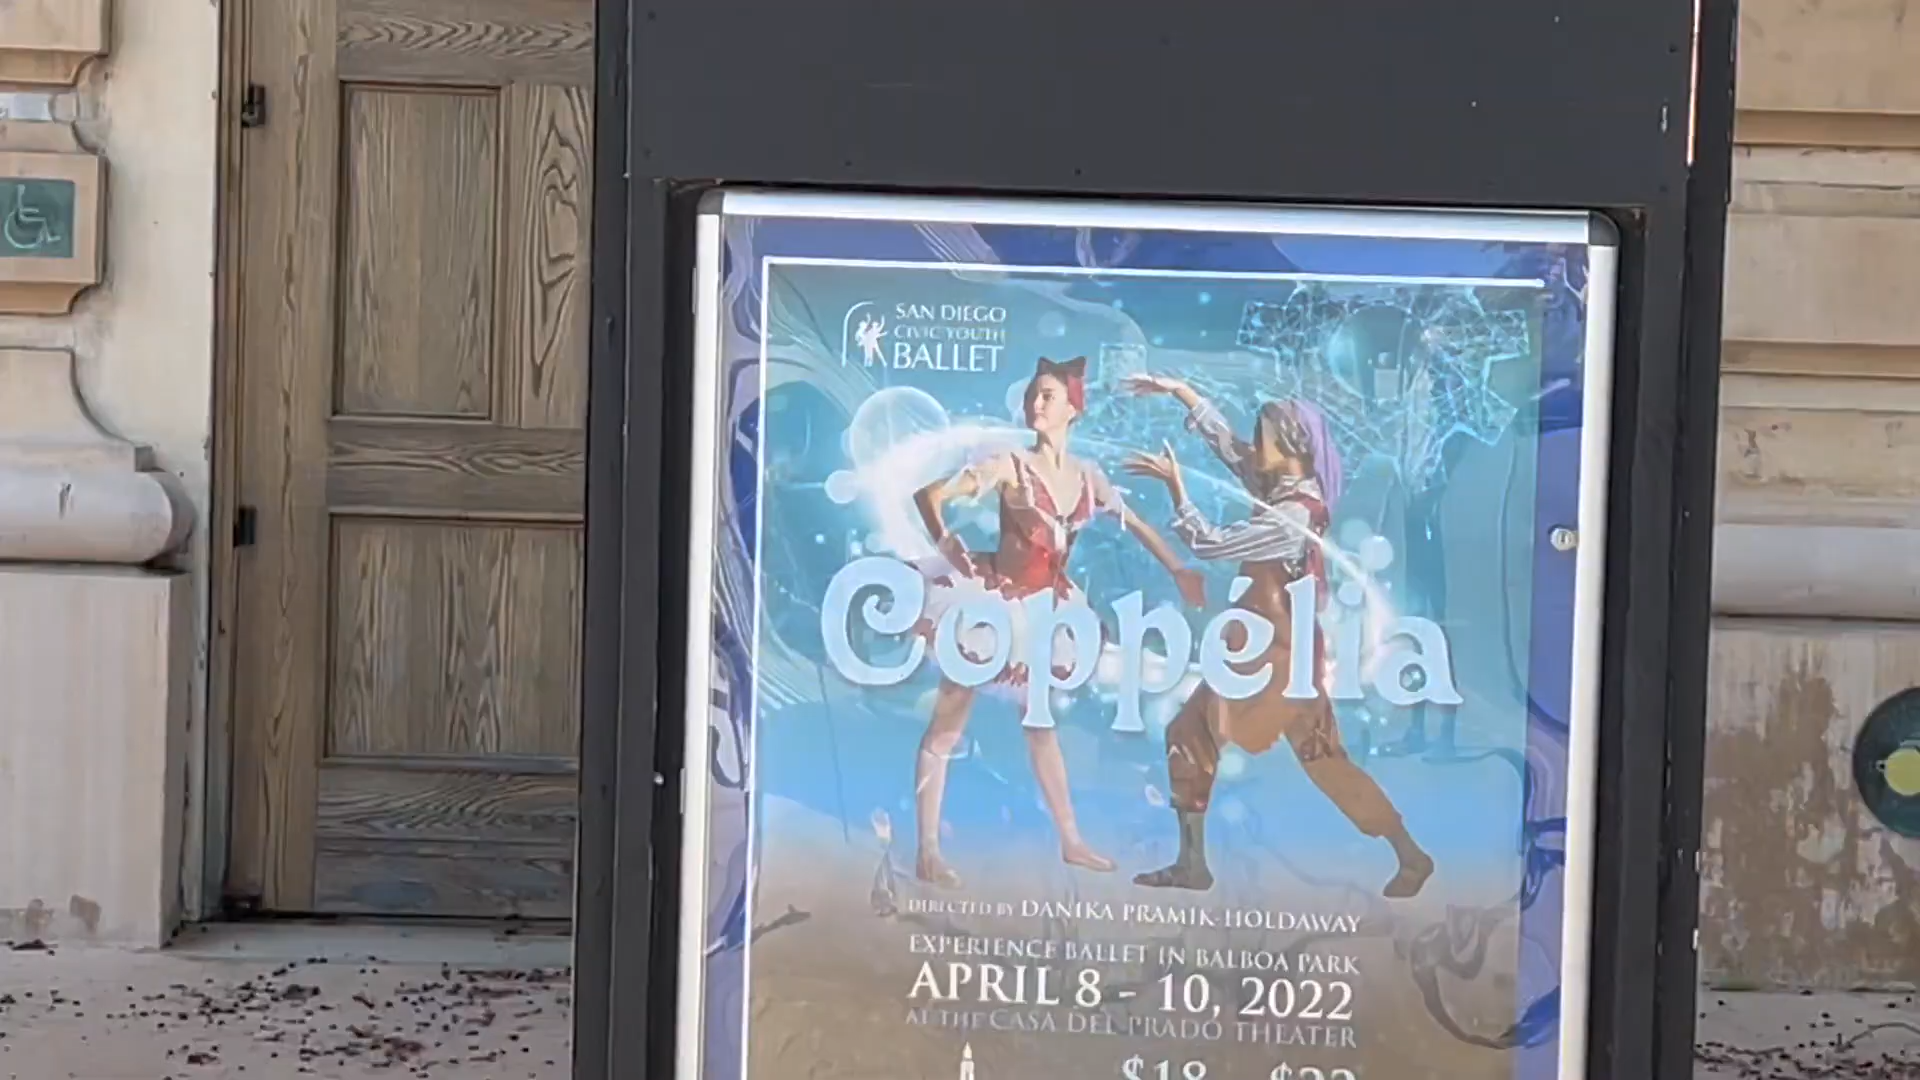 SAN DIEGO
CIVIC YOUTH
BALLET
Coppélia
DIRECTED BY DANIKA PRAMIK-HOLDAWAY
EXPERIENCE BALLET IN BALBOA PARK
APRIL 8 - 10, 2022
AT THE CASA DEL PRADO THEATER
$18